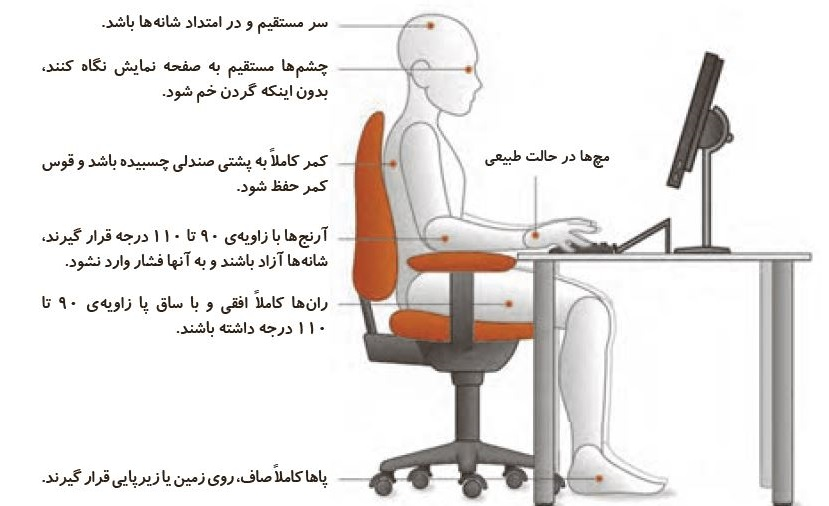 سر مستقیم و در امتداد شانه‌ها باشد.
چشم‌ها مستقیم به صفحه نمایش نگاه کنند،
بدون اینکه گردن خم شود.
کمر کاملاً به پشتی صندلی چسبیده باشد و قوس
کمر حفظ شود.
مچ‌ها در حالت طبیعی
آرنج‌ها با زاویه‌ی ۹۰ تا ۱۱۰ درجه قرار گیرند،
شانه‌ها آزاد باشند و به آنها فشار وارد نشود.
ران‌ها کاملاً افقی و با ساق پا زاویه‌ی ۹۰ تا
۱۱۰ درجه داشته باشند.
پاها کاملاً صاف، روی زمین یا زیرپایی قرار گیرند.